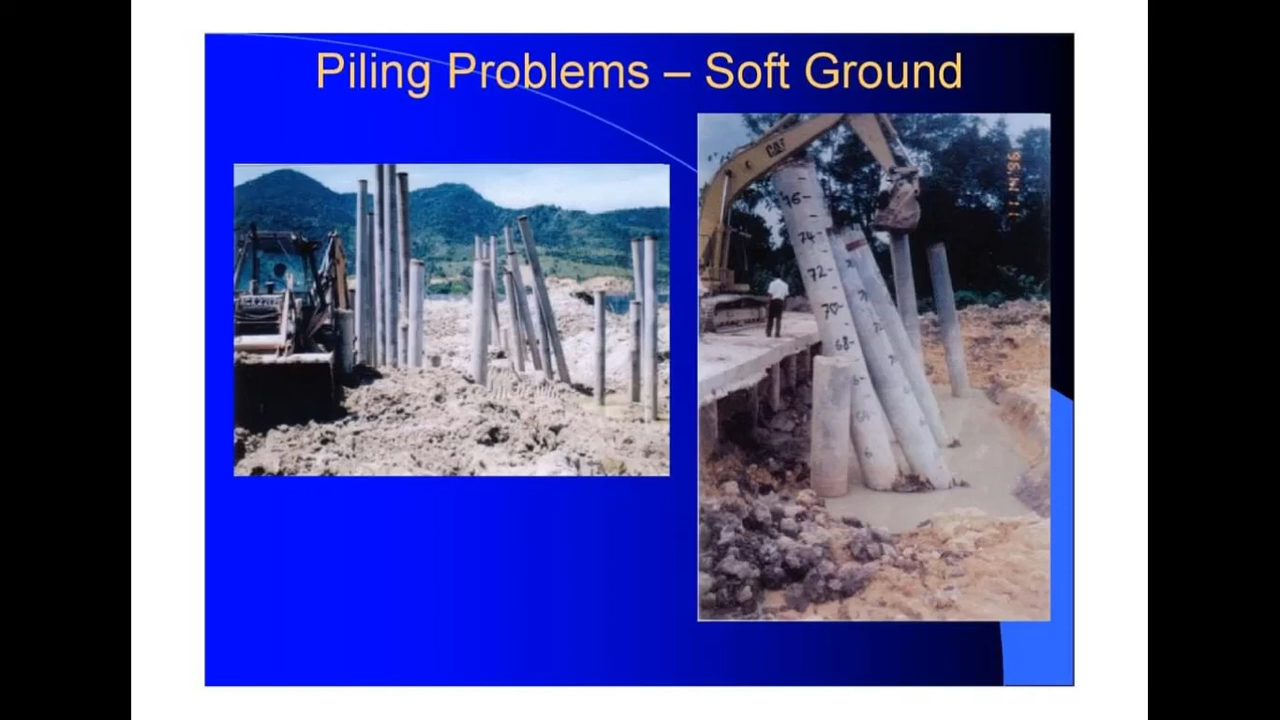 Piling Problems – Soft Ground
CAT
76-
74-
72-
70-
68-